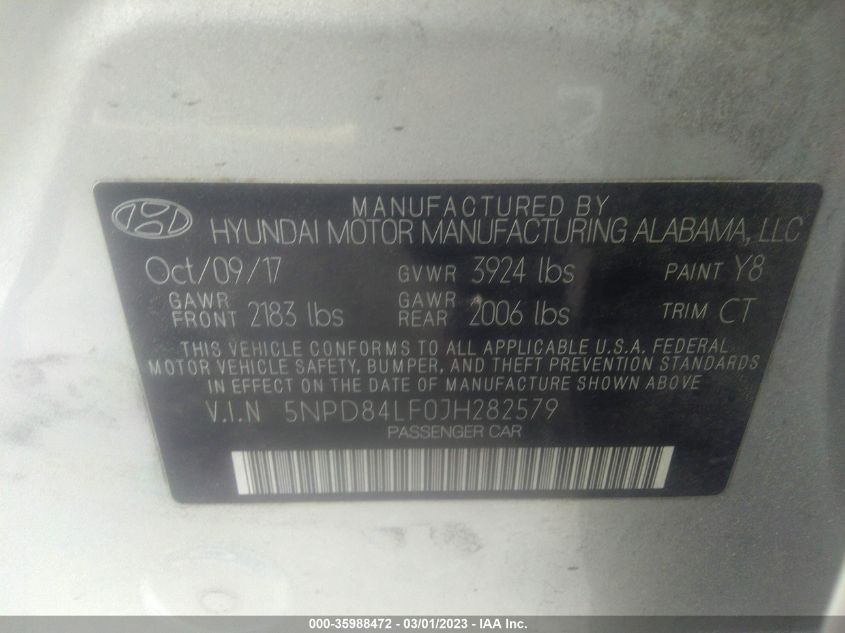 MANUFACTURED BY
HYUNDAI MOTOR MANUFACTURING ALABAMA, LLC
Oct/09/17 GVWR 3924 lbs PAINT Y8
GAWR FRONT 2183 lbs GAWR REAR 2006 lbs TRIM CT
THIS VEHICLE CONFORMS TO ALL APPLICABLE U.S.A. FEDERAL
MOTOR VEHICLE SAFETY, BUMPER, AND THEFT PREVENTION STANDARDS
IN EFFECT ON THE DATE OF MANUFACTURE SHOWN ABOVE
V.I.N 5NPD84LF0JH282579
PASSENGER CAR
000-35988472 - 03/01/2023 - IAA Inc.